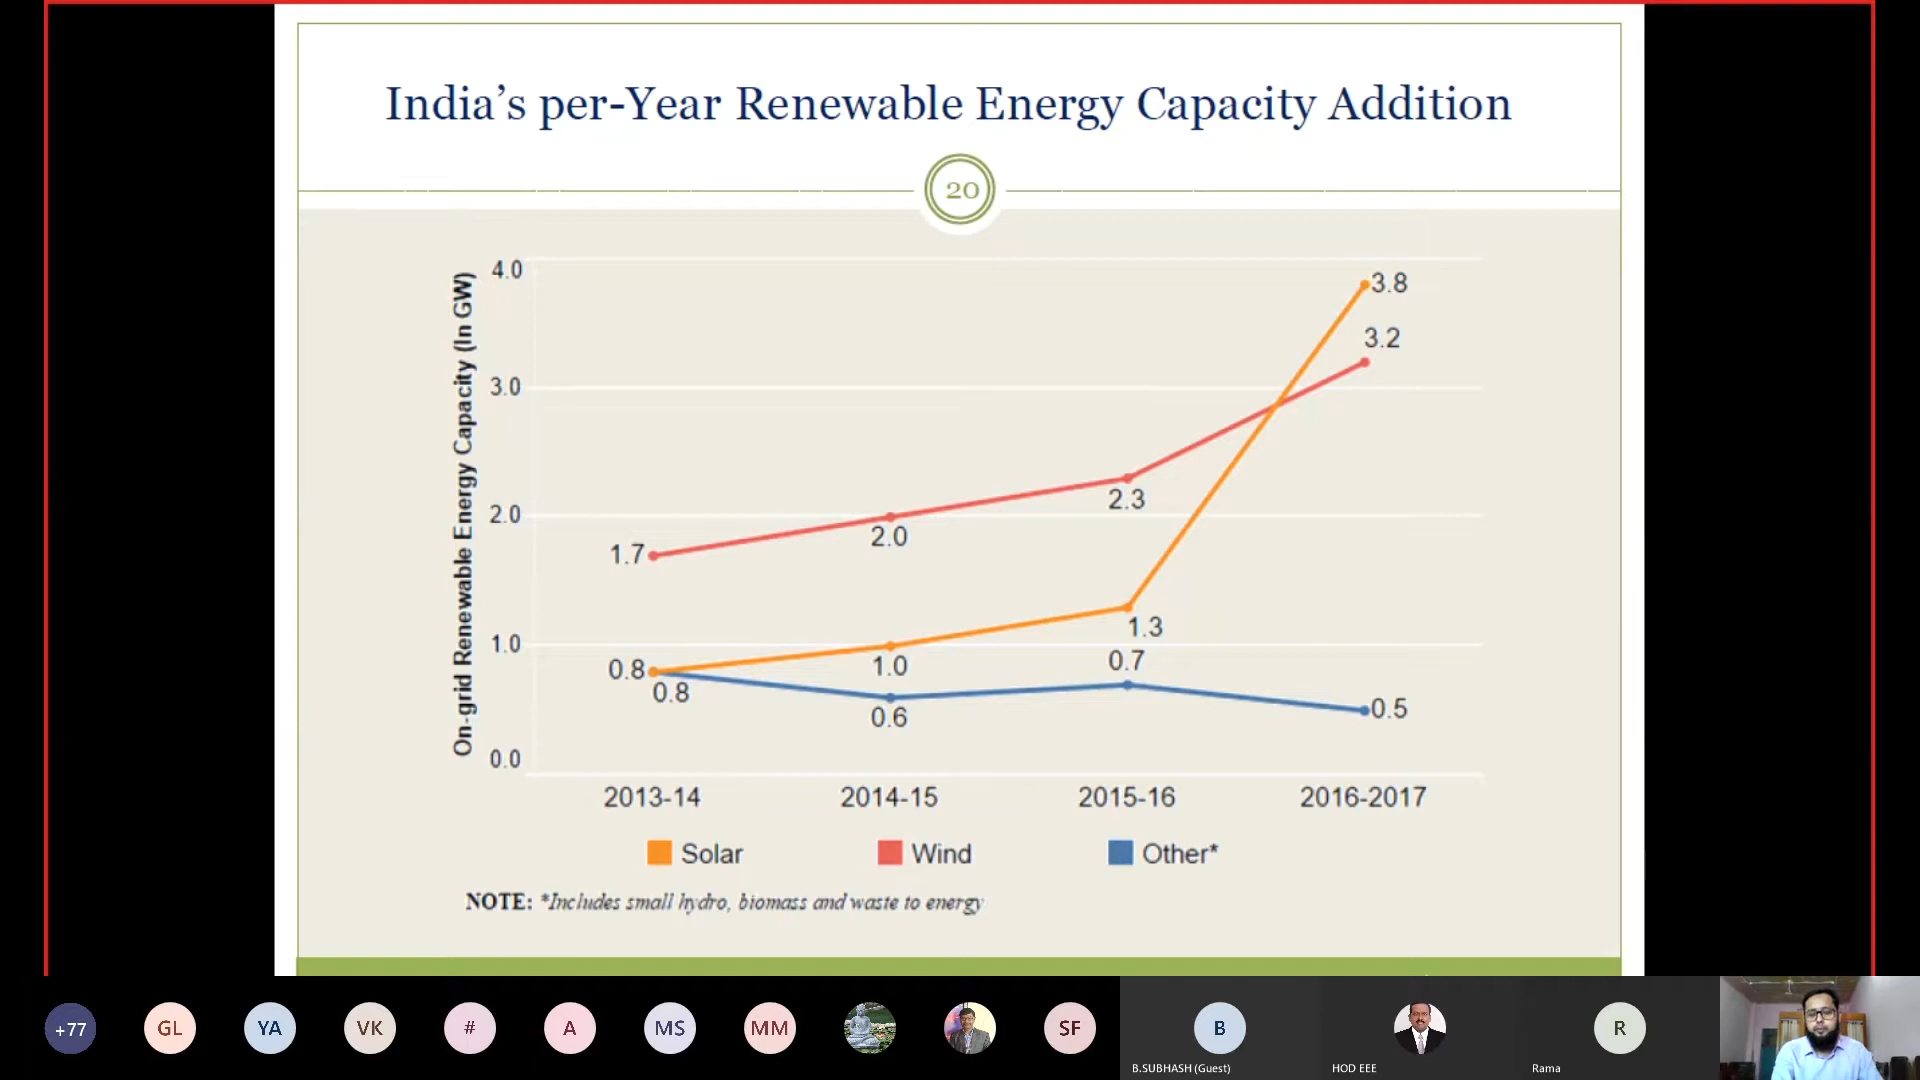 India's per-Year Renewable Energy Capacity Addition
20
On-grid Renewable Energy Capacity (In GW)
4.0
3.0
2.0
1.0
0.0
3.8
3.2
2.3
2.0
1.7
1.3
1.0
0.8
0.8
0.7
0.6
0.5
2013-14 2014-15 2015-16 2016-2017
Solar Wind Other*
NOTE: *Includes small hydro, biomass and waste to energy
+77 GL YA VK # A MS MM SF B R
B.SUBHASH (Guest) HOD EEE Rama